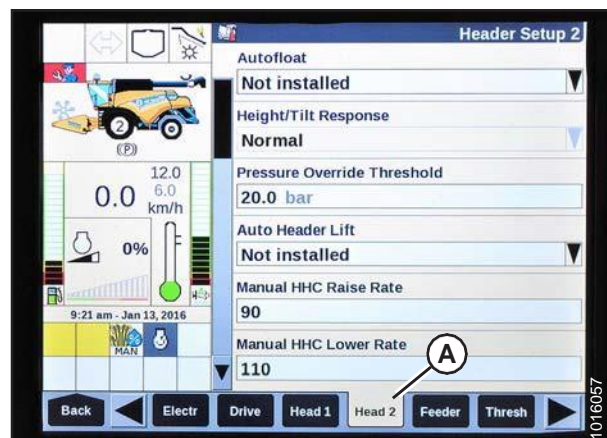 Header Setup 2
Autofloat
Not installed
Height/Tilt Response
Normal
Pressure Override Threshold
20.0 bar
Auto Header Lift
Not installed
Manual HHC Raise Rate
90
Manual HHC Lower Rate
110
2
(P)
12.0
0.0 6.0
km/h
0%
9:21 am - Jan 13, 2016
MAN
A
Back Electr Drive Head 1 Head 2 Feeder Thresh
1016057